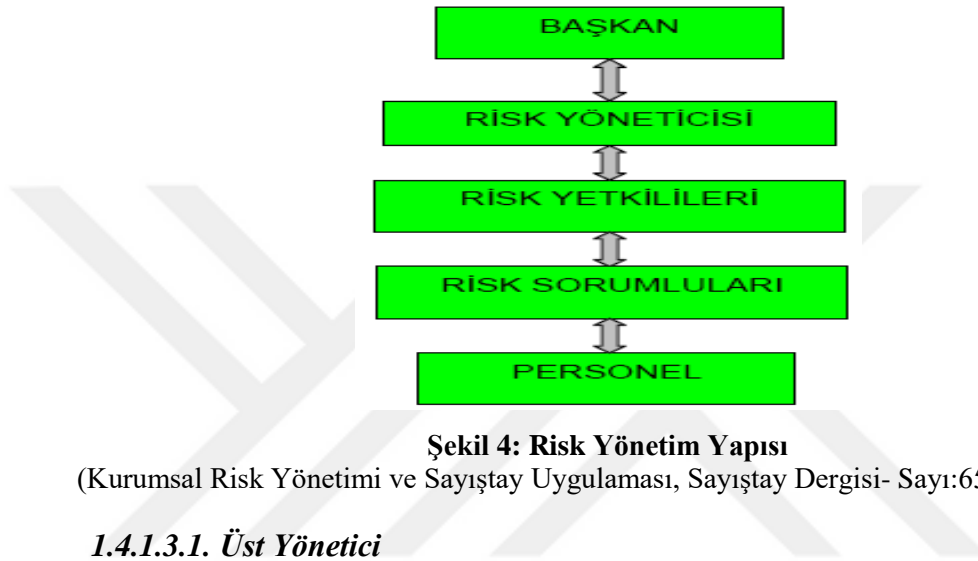 BAŞKAN
RİSK YÖNETİCİSİ
RİSK YETKİLİLERİ
RİSK SORUMLULARI
PERSONEL
Şekil 4: Risk Yönetim Yapısı
(Kurumsal Risk Yönetimi ve Sayıştay Uygulaması, Sayıştay Dergisi- Sayı:65
1.4.1.3.1. Üst Yönetici